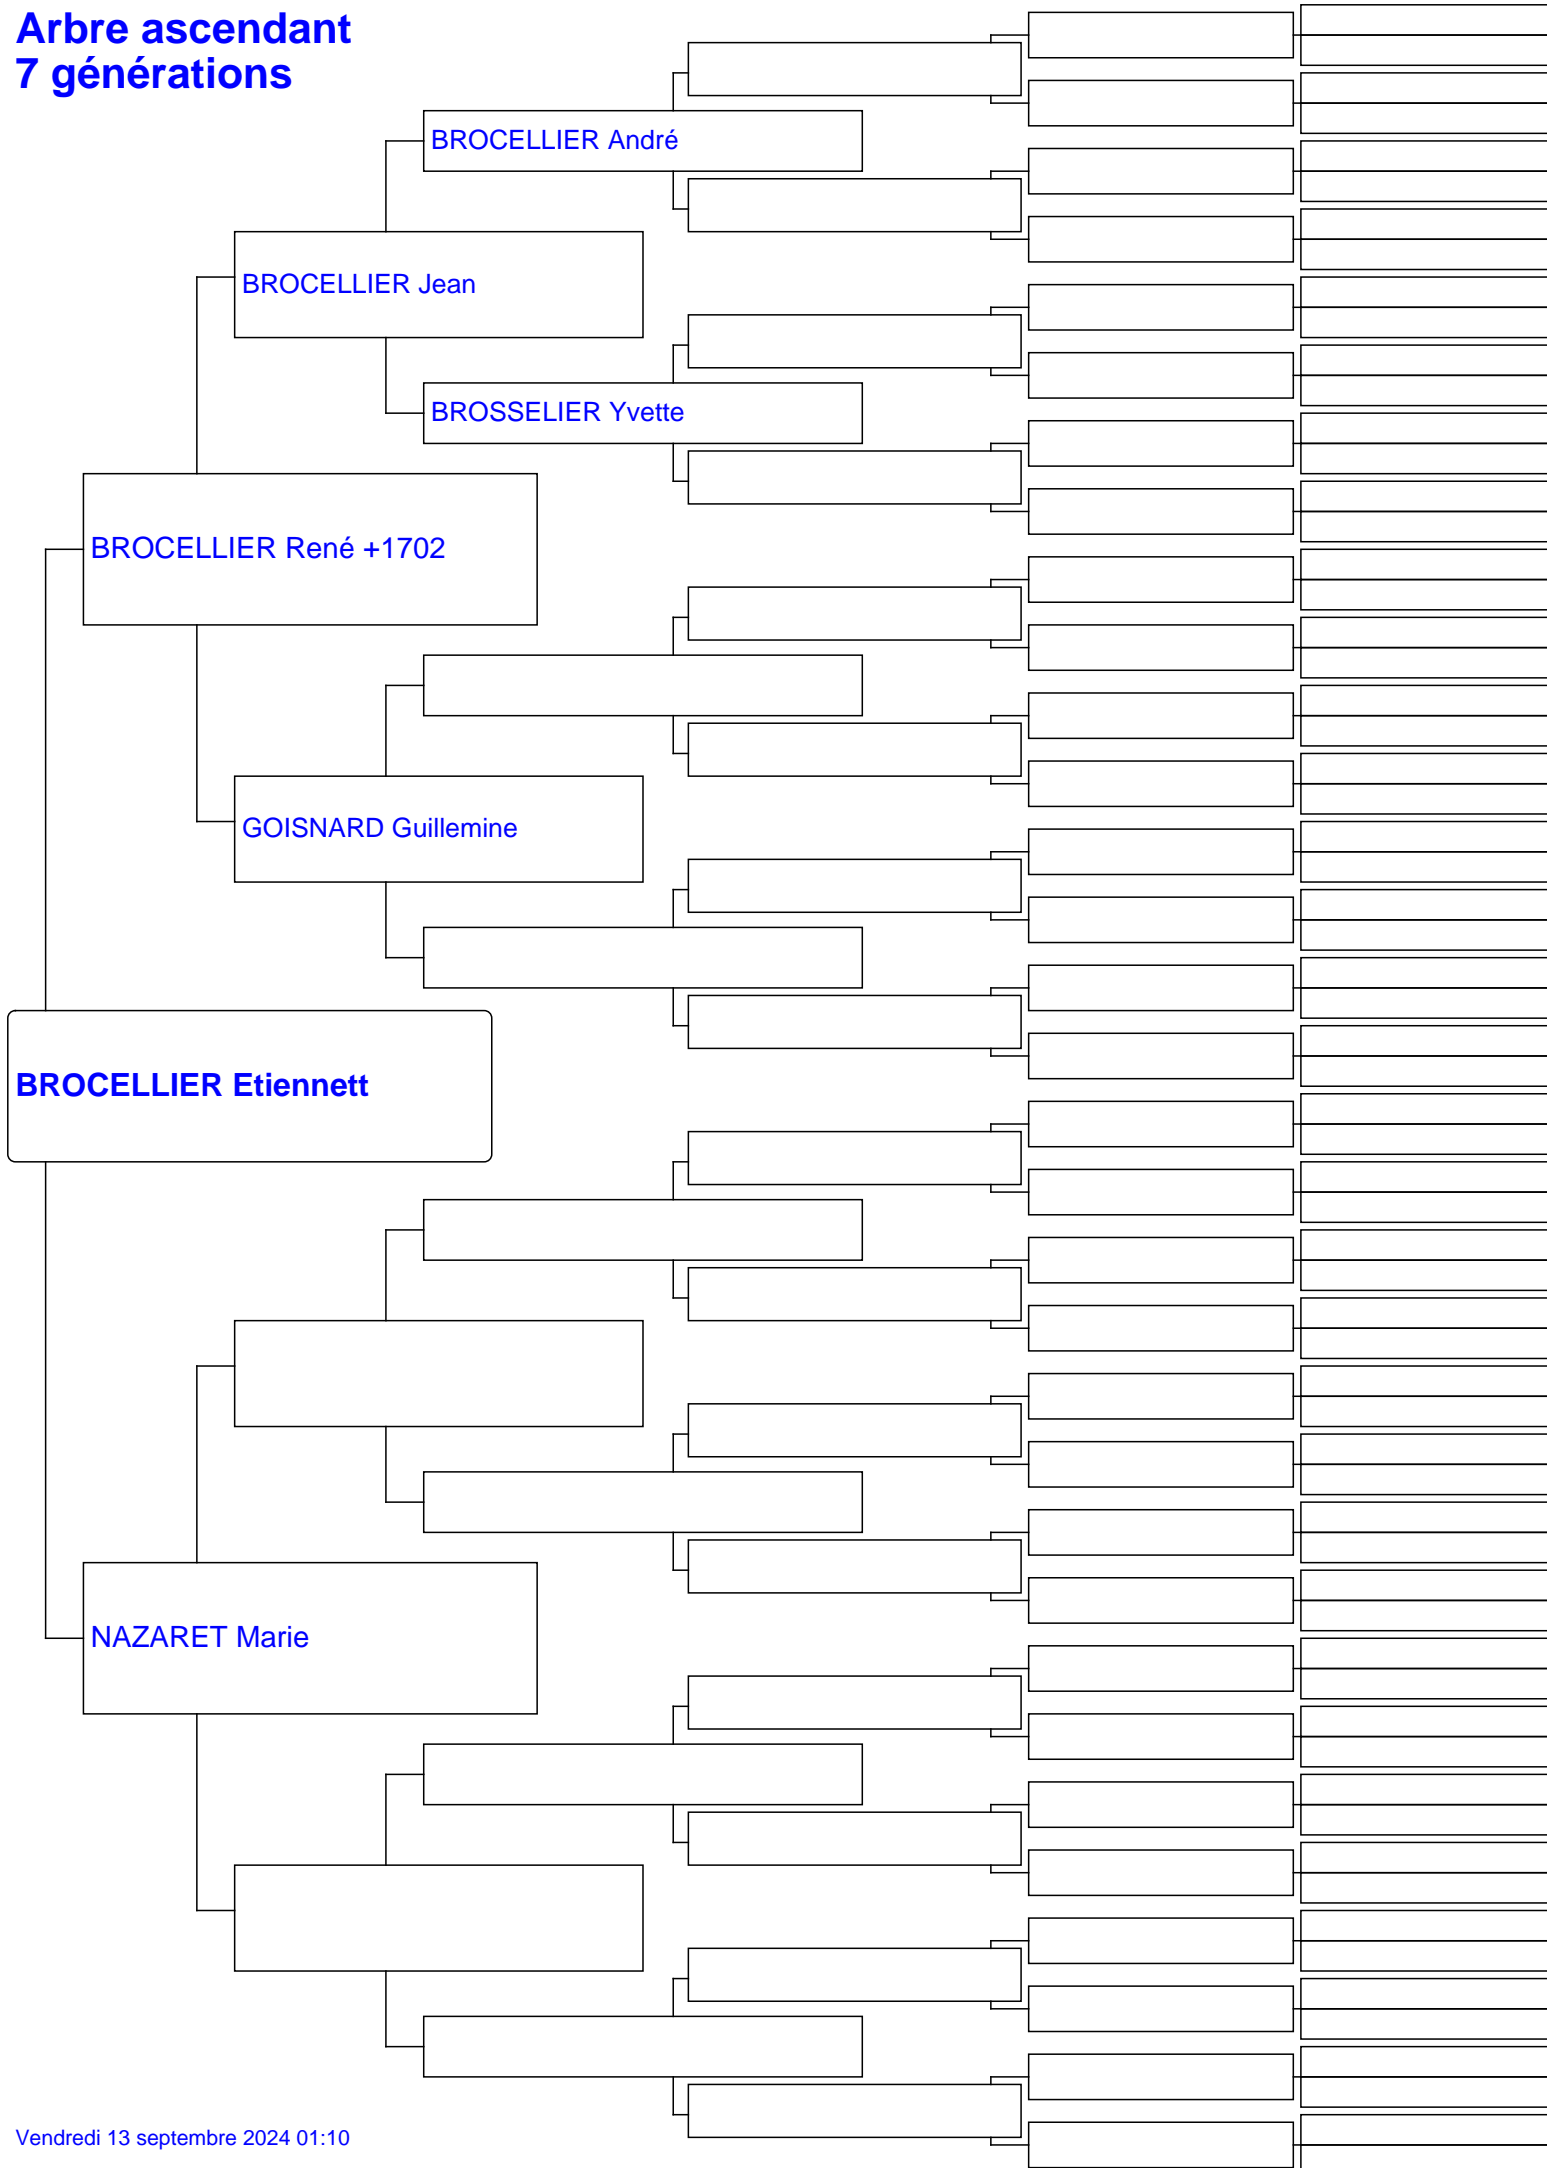 Arbre ascendant
7 générations
BROCELLIER André
BROCELLIER Jean
BROSSELIER Yvette
BROCELLIER René +1702
GOISNARD Guillemine
BROCELLIER Etiennett
NAZARET Marie
Vendredi 13 septembre 2024 01:10